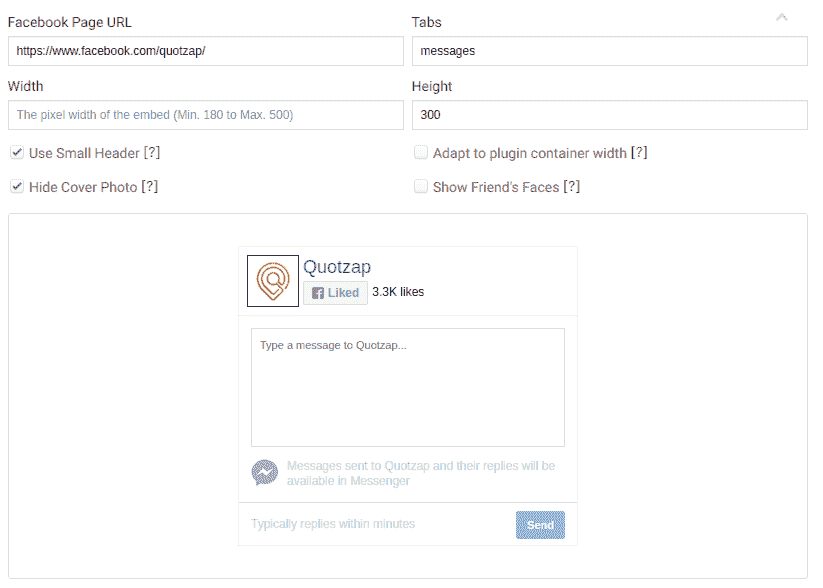 Facebook Page URL
Tabs
https://www.facebook.com/quotzap/
messages
Width
Height
The pixel width of the embed (Min. 180 to Max. 500)
300
Use Small Header [?]
Adapt to plugin container width [?]
Hide Cover Photo [?]
Show Friend's Faces [?]
Quotzap
Liked
3.3K likes
Type a message to Quotzap...
Messages sent to Quotzap and their replies will be
available in Messenger
Typically replies within minutes
Send